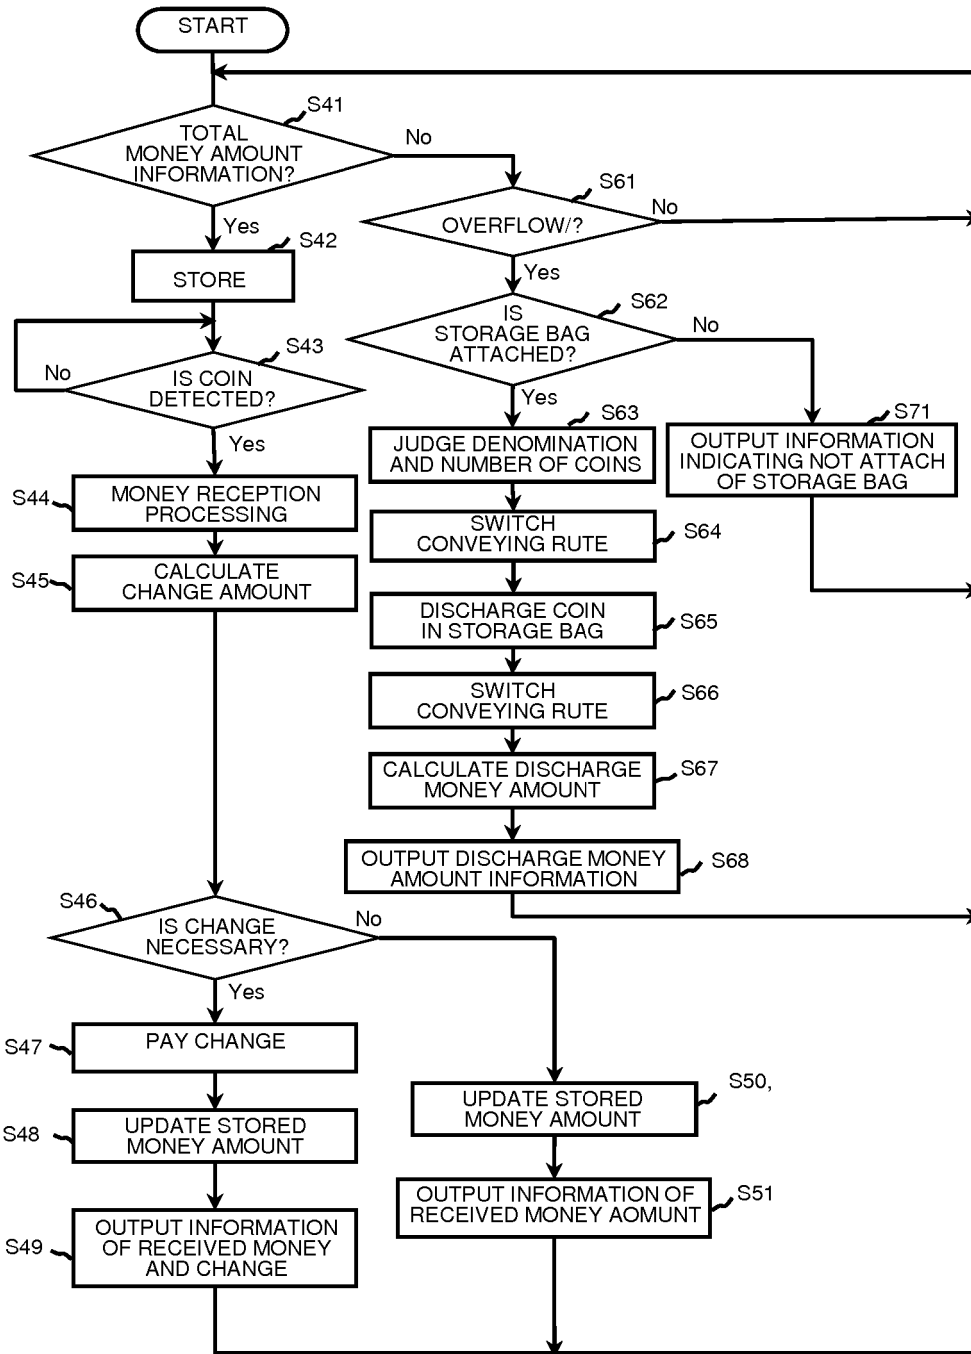 START
S41
TOTAL
MONEY AMOUNT
INFORMATION?
No
Yes
S61
OVERFLOW/?
No
Yes
S42
STORE
S62
IS
STORAGE BAG
ATTACHED?
No
Yes
S43
IS COIN
DETECTED?
No
Yes
S63
JUDGE DENOMINATION
AND NUMBER OF COINS
S71
OUTPUT INFORMATION
INDICATING NOT ATTACH
OF STORAGE BAG
S44
MONEY RECEPTION
PROCESSING
SWITCH
CONVEYING RUTE
S64
S45
CALCULATE
CHANGE AMOUNT
DISCHARGE COIN
IN STORAGE BAG
S65
SWITCH
CONVEYING RUTE
S66
CALCULATE DISCHARGE
MONEY AMOUNT
S67
OUTPUT DISCHARGE MONEY
AMOUNT INFORMATION
S68
S46
IS CHANGE
NECESSARY?
No
Yes
S47
PAY CHANGE
S50,
UPDATE STORED
MONEY AMOUNT
S48
UPDATE STORED
MONEY AMOUNT
S51
OUTPUT INFORMATION OF
RECEIVED MONEY AOMUNT
S49
OUTPUT INFORMATION
OF RECEIVED MONEY
AND CHANGE